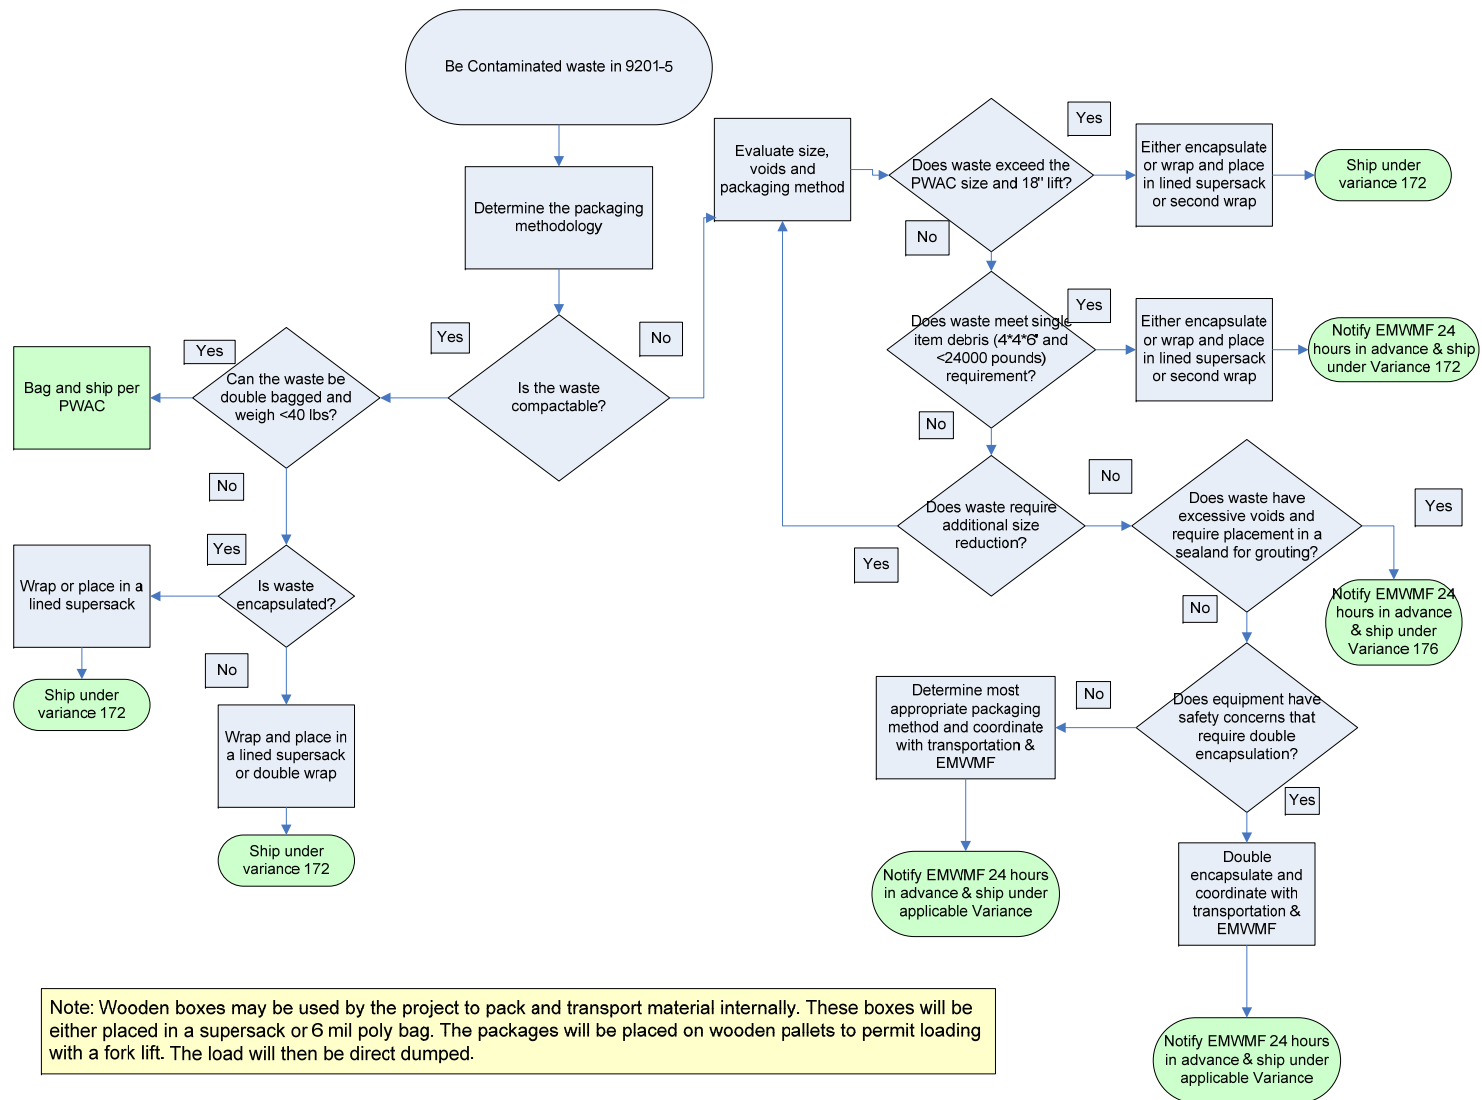 Be Contaminated waste in 9201-5
Determine the packaging
methodology
Is the waste
compactable?
Yes
No
Yes
Can the waste be
double bagged and
weigh <40 lbs?
Bag and ship per
PWAC
No
Yes
Is waste
encapsulated?
Wrap or place in a
lined supersack
Ship under
variance 172
No
Wrap and place in
a lined supersack
or double wrap
Ship under
variance 172
Evaluate size,
voids and
packaging method
Does waste exceed the
PWAC size and 18" lift?
Yes
Either encapsulate
or wrap and place
in lined supersack
or second wrap
Ship under
variance 172
No
Does waste meet single
item debris (4*4*6' and
<24000 pounds)
requirement?
Yes
Either encapsulate
or wrap and place
in lined supersack
or second wrap
Notify EMWMF 24
hours in advance & ship
under Variance 172
No
Does waste require
additional size
reduction?
Yes
No
Does waste have
excessive voids and
require placement in a
sealand for grouting?
Yes
Notify EMWMF 24
hours in advance
& ship under
Variance 176
No
Does equipment have
safety concerns that
require double
encapsulation?
No
Determine most
appropriate packaging
method and coordinate
with transportation &
EMWMF
Notify EMWMF 24 hours
in advance & ship under
applicable Variance
Yes
Double
encapsulate and
coordinate with
transportation &
EMWMF
Notify EMWMF 24 hours
in advance & ship under
applicable Variance
Note: Wooden boxes may be used by the project to pack and transport material internally. These boxes will be
either placed in a supersack or 6 mil poly bag. The packages will be placed on wooden pallets to permit loading
with a fork lift. The load will then be direct dumped.